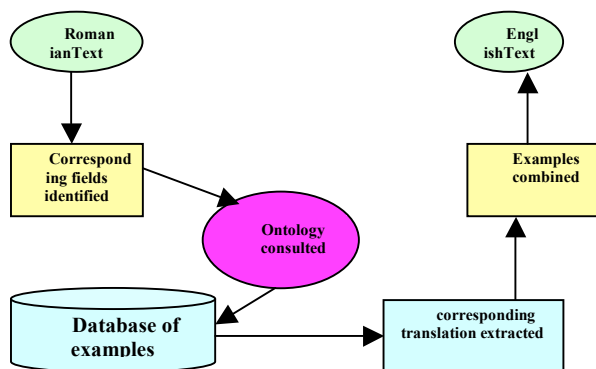 Roman
ianText
Engl
ishText
Correspond
ing fields
identified
Examples
combined
Ontology
consulted
Database of
examples
corresponding
translation extracted